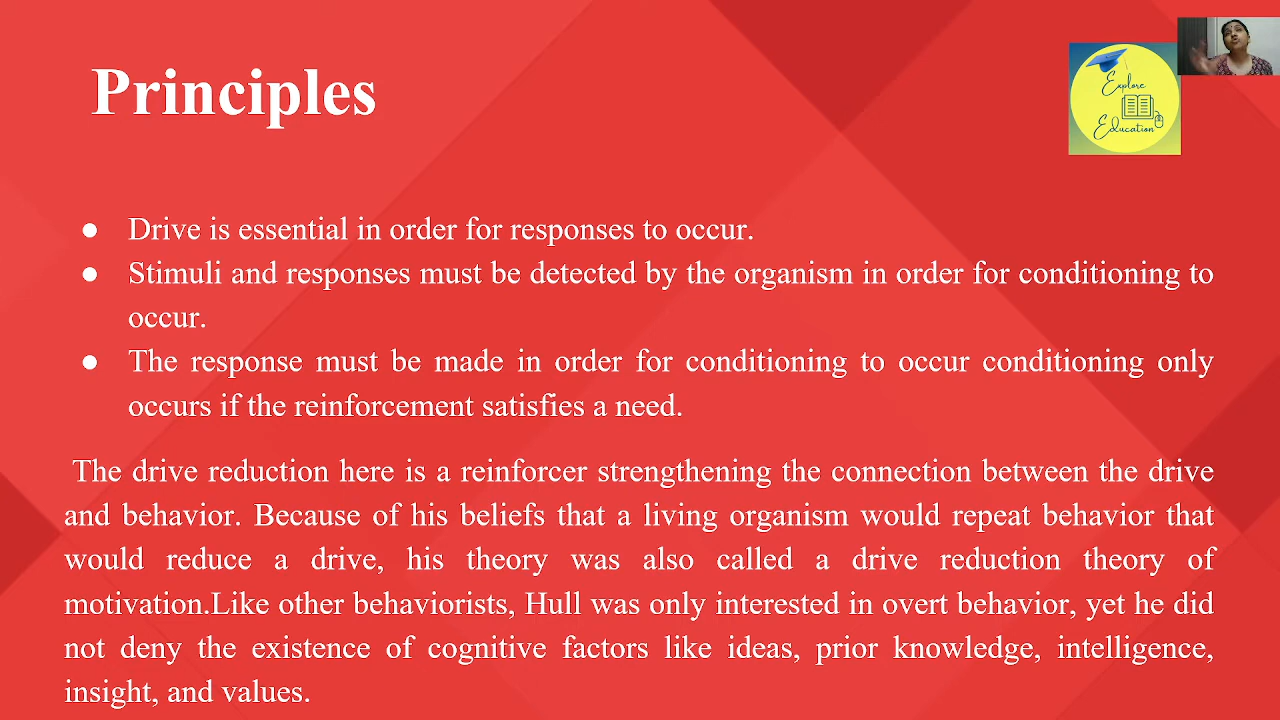 Principles
Explore
Education
● Drive is essential in order for responses to occur.
● Stimuli and responses must be detected by the organism in order for conditioning to
occur.
● The response must be made in order for conditioning to occur conditioning only
occurs if the reinforcement satisfies a need.
The drive reduction here is a reinforcer strengthening the connection between the drive
and behavior. Because of his beliefs that a living organism would repeat behavior that
would reduce a drive, his theory was also called a drive reduction theory of
motivation.Like other behaviorists, Hull was only interested in overt behavior, yet he did
not deny the existence of cognitive factors like ideas, prior knowledge, intelligence,
insight, and values.